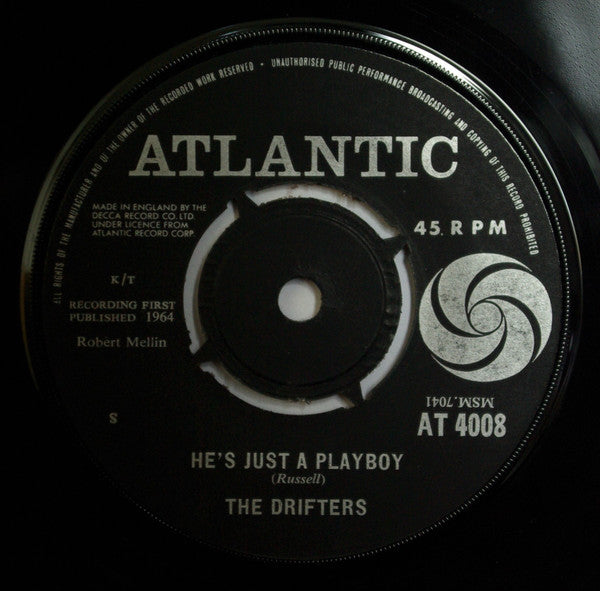 ALL RIGHTS OF THE MANUFACTURER AND OF THE OWNER OF THE RECORDED WORK RESERVED - UNAUTHORISED PUBLIC PERFORMANCE BROADCASTING AND COPYING OF THIS RECORD PROHIBITED
ATLANTIC
MADE IN ENGLAND BY THE
DECCA RECORD CO. LTD.
UNDER LICENCE FROM
ATLANTIC RECORD CORP.
45 R P M
K/T
RECORDING FIRST
PUBLISHED 1964
Robert Mellin
MSM.7041
S
AT 4008
HE'S JUST A PLAYBOY
(Russell)
THE DRIFTERS